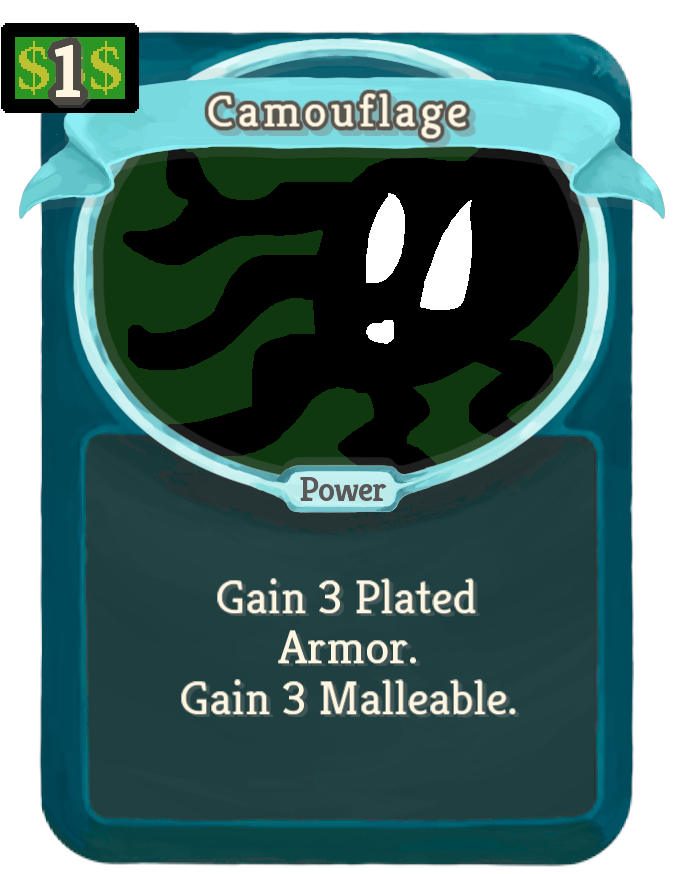 $1$
Camouflage
Power
Gain 3 Plated
Armor.
Gain 3 Malleable.